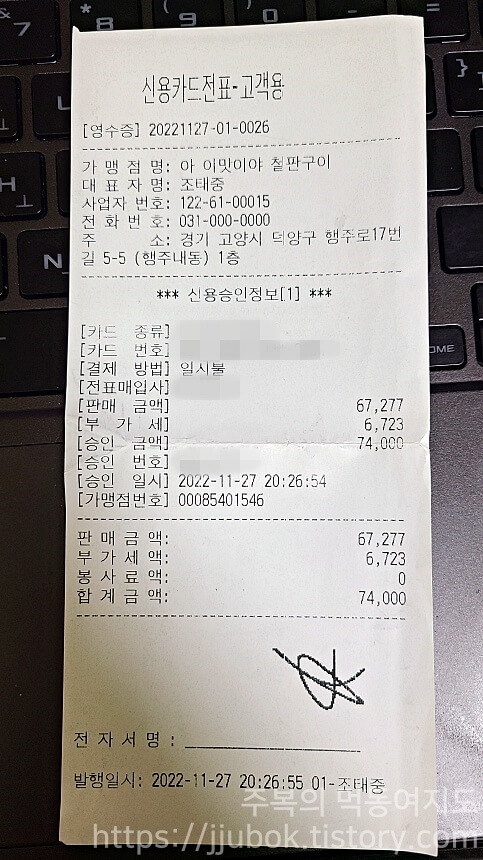 신용카드전표-고객용
[영수증] 20221127-01-0026
가 맹 점 명: 아 이맛이야 철판구이
대 표 자 명: 조태중
사업자 번호: 122-61-00015
전 화 번 호: 031-000-0000
주 소: 경기 고양시 덕양구 행주로17번
길 5-5 (행주내동) 1층
*** 신용승인정보[1] ***
[카드 종류]
[카드 번호]
[결제 방법] 일시불
[전표매입사]
[판매 금액] 67,277
[부 가 세] 6,723
[승인 금액] 74,000
[승인 번호]
[승인 일시] 2022-11-27 20:26:54
[가맹점번호] 00085401546
판 매 금 액: 67,277
부 가 세 액: 6,723
봉 사 료 액: 0
합 계 금 액: 74,000
전 자 서 명 :
발행일시: 2022-11-27 20:26:55 01-조태중
주복의 먹동여지도
https://jjubok.tistory.com